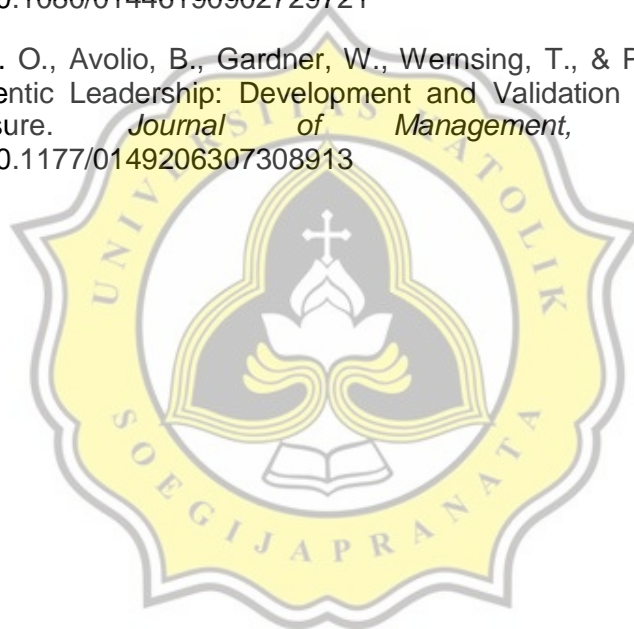 0.1080/01446190902729721
. O., Avolio, B., Gardner, W., Wernsing, T., & P
entic Leadership: Development and Validation
sure. Journal of Management,
0.1177/0149206307308913
UNIVERSITAS KATOLIK
SOEGIJAPRANATA